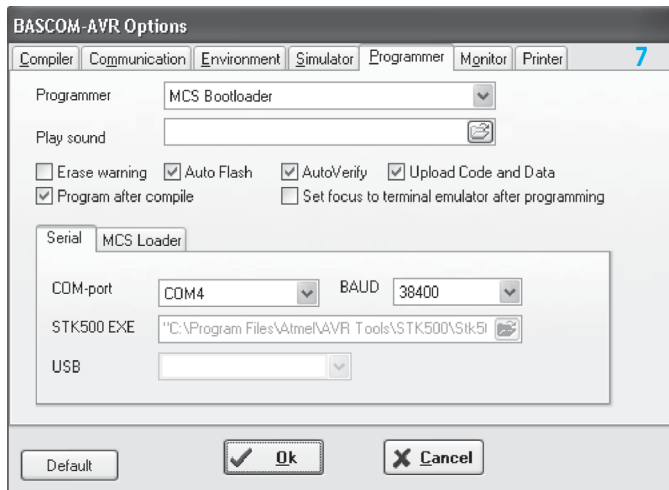 BASCOM-AVR Options
Compiler Communication Environment Simulator Programmer Monitor Printer 7
Programmer MCS Bootloader
Play sound
Erase warning Auto Flash AutoVerify Upload Code and Data
Program after compile Set focus to terminal emulator after programming
Serial MCS Loader
COM-port COM4 BAUD 38400
STK500 EXE "C:\Program Files\Atmel\AVR Tools\STK500\Stk5
USB
Default Ok Cancel